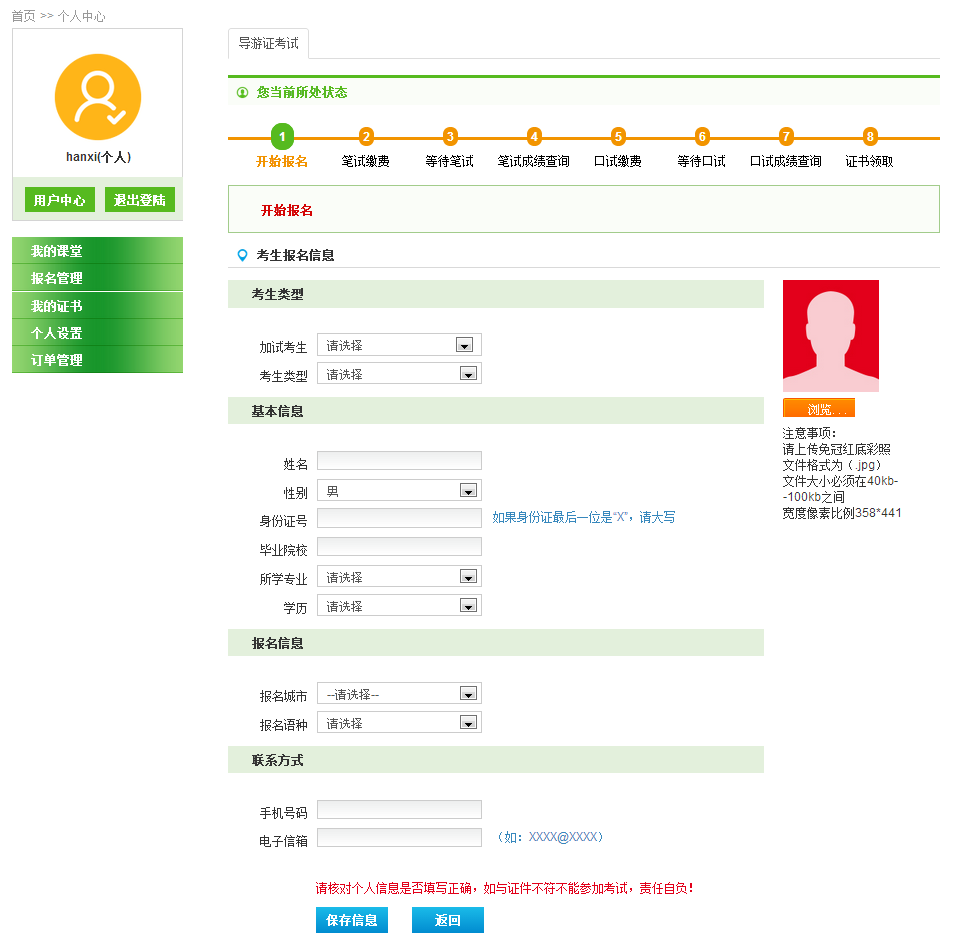 首页 >> 个人中心
hanxi(个人)
用户中心 退出登陆
我的课堂
报名管理
我的证书
个人设置
订单管理
导游证考试
您当前所处状态
1 2 3 4 5 6 7 8
开始报名 笔试缴费 等待笔试 笔试成绩查询 口试缴费 等待口试 口试成绩查询 证书领取
开始报名
考生报名信息
考生类型
加试考生 请选择
考生类型 请选择
基本信息
姓名
性别 男
身份证号 如果身份证最后一位是“X”，请大写
毕业院校
所学专业 请选择
学历 请选择
报名信息
报名城市 --请选择--
报名语种 请选择
联系方式
手机号码
电子信箱 （如：XXXX@XXXX）
请核对个人信息是否填写正确，如与证件不符不能参加考试，责任自负！
保存信息 返回
浏览...
注意事项：
请上传免冠红底彩照
文件格式为（.jpg）
文件大小必须在40kb-
-100kb之间
宽度像素比例358*441